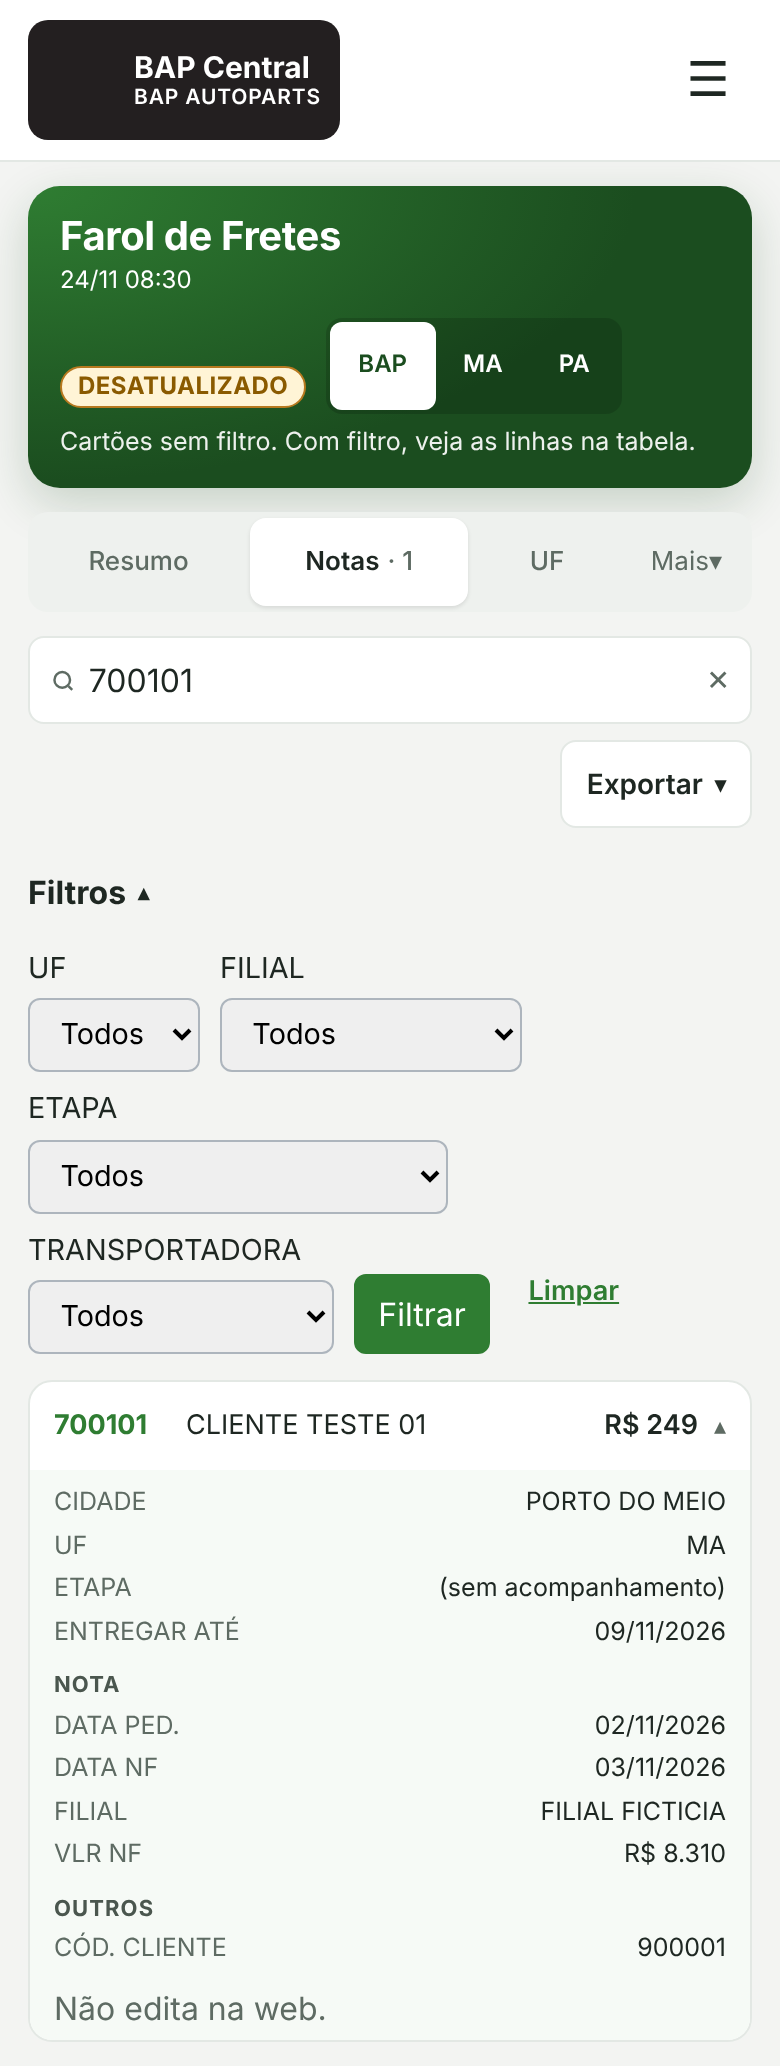 BAP Central
BAP AUTOPARTS
☰
Farol de Fretes
24/11 08:30
DESATUALIZADO
BAP MA PA
Cartões sem filtro. Com filtro, veja as linhas na tabela.
Resumo Notas · 1 UF Mais▾
700101 ✕
Exportar ▾
Filtros ▴
UF FILIAL
Todos Todos
ETAPA
Todos
TRANSPORTADORA
Todos Filtrar Limpar
700101 CLIENTE TESTE 01 R$ 249 ▴
CIDADE PORTO DO MEIO
UF MA
ETAPA (sem acompanhamento)
ENTREGAR ATÉ 09/11/2026
NOTA
DATA PED. 02/11/2026
DATA NF 03/11/2026
FILIAL FILIAL FICTICIA
VLR NF R$ 8.310
OUTROS
CÓD. CLIENTE 900001
Não edita na web.